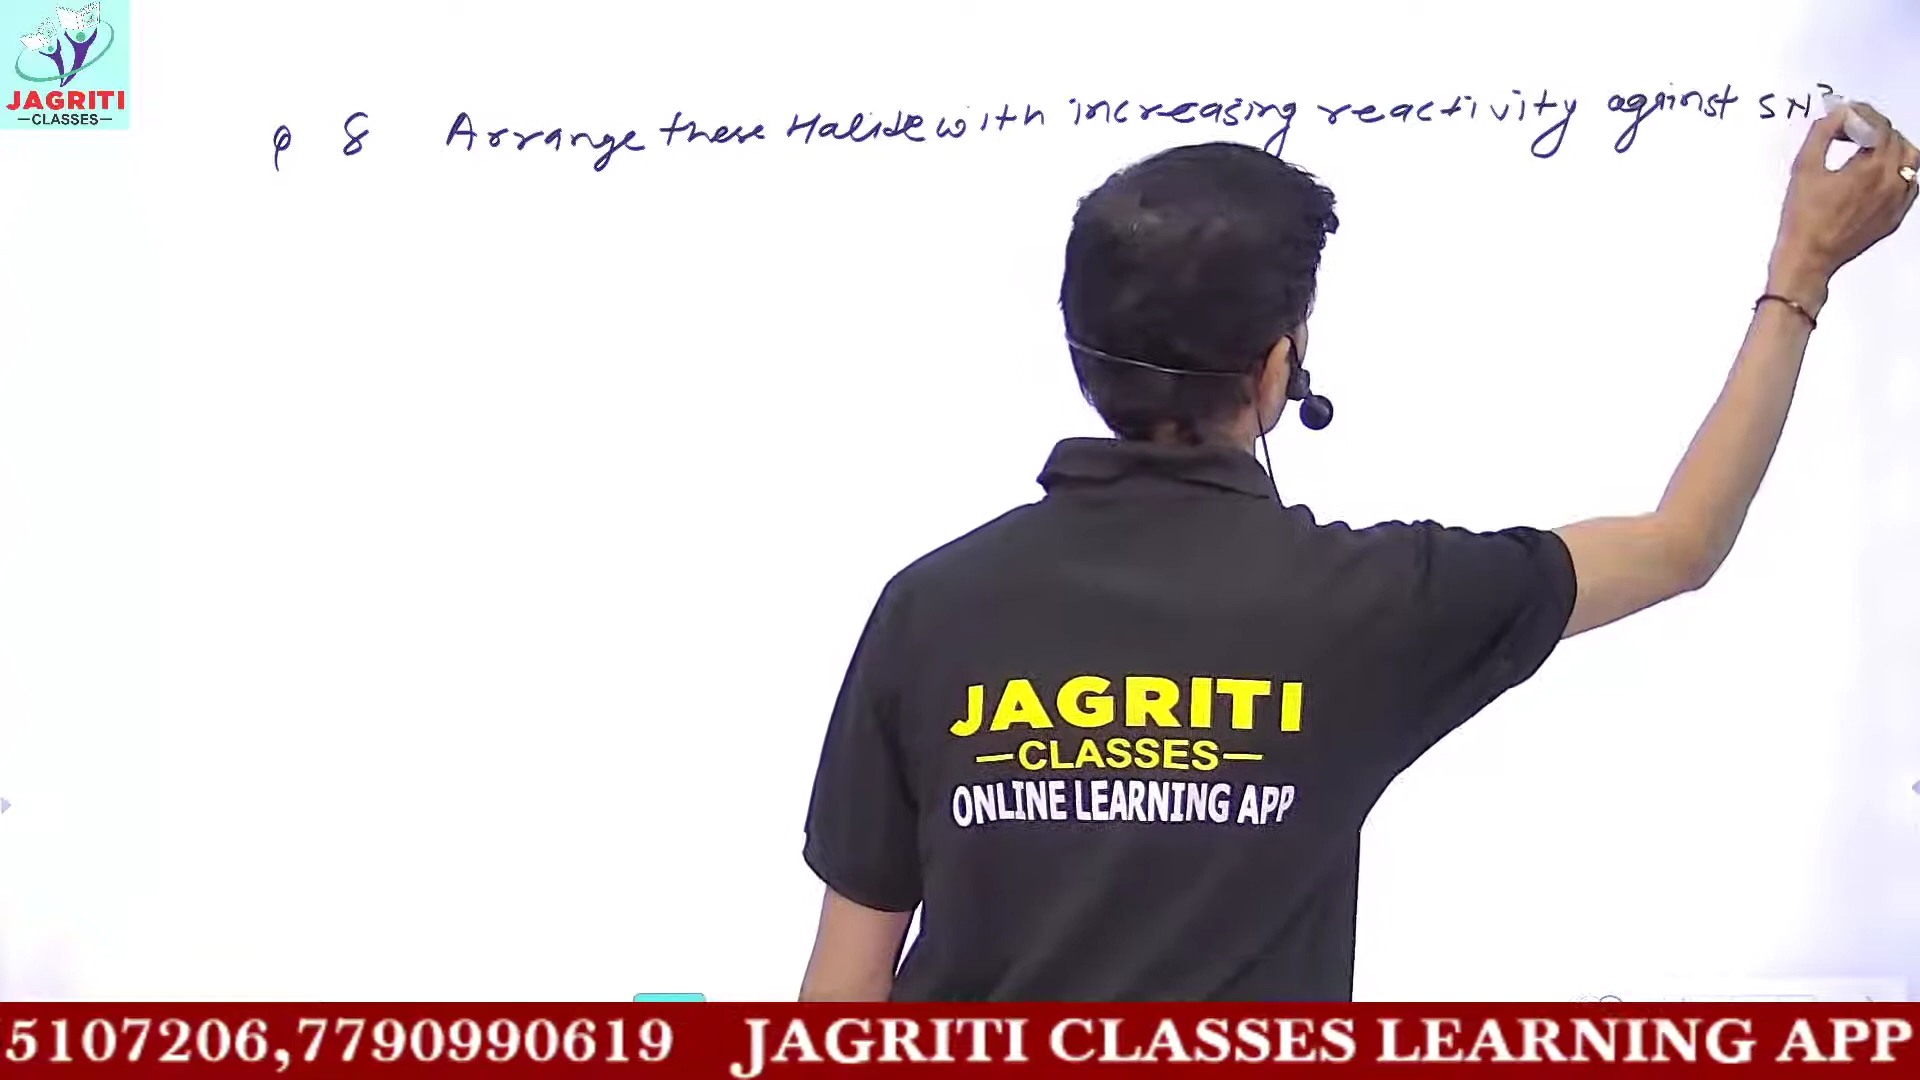 JAGRITI
—CLASSES—
Q 8 Arrange these Halide with increasing reactivity against SN2
JAGRITI
—CLASSES—
ONLINE LEARNING APP
5107206,7790990619 JAGRITI CLASSES LEARNING APP